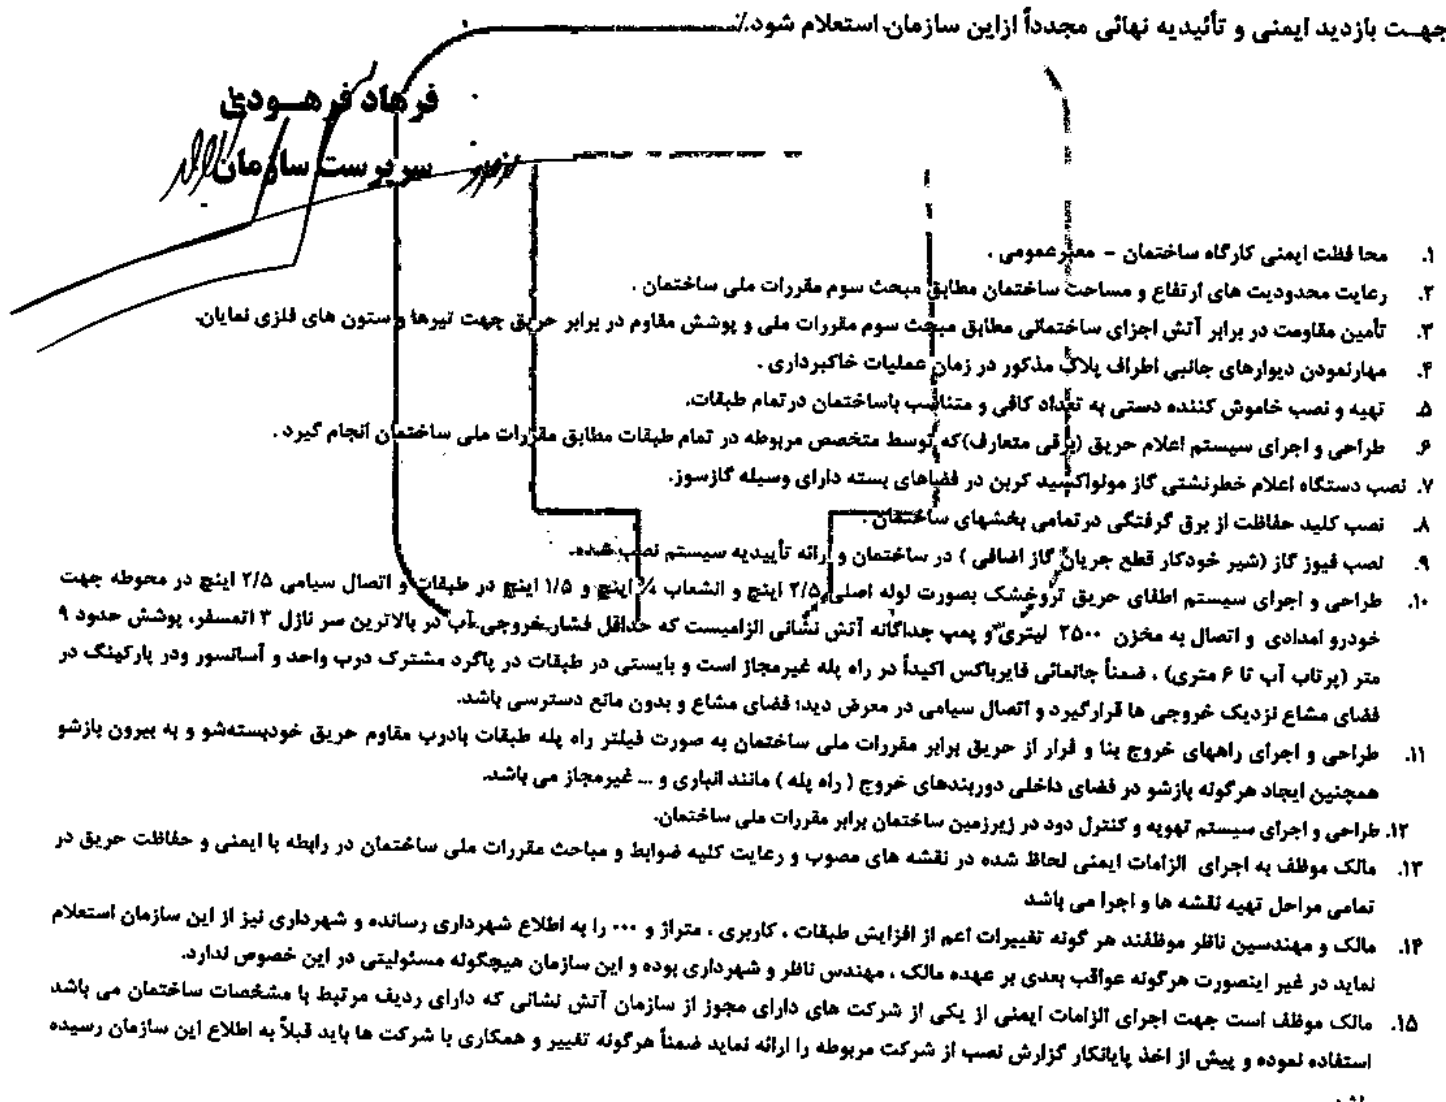 جهت بازدید ایمنی و تأئیدیه نهائی مجدداً ازاین سازمان استعلام شود./
فرهاد فرهودی
سرپرست سازمان
۱. محا فظت ایمنی کارگاه ساختمان - معبرعمومی .
۲. رعایت محدودیت های ارتفاع و مساحت ساختمان مطابق مبحث سوم مقررات ملی ساختمان .
۳. تأمین مقاومت در برابر آتش اجزای ساختمانی مطابق مبحث سوم مقررات ملی و پوشش مقاوم در برابر حریق جهت تیرها و ستون های فلزی نمایان.
۴. مهارنمودن دیوارهای جانبی اطراف پلاک مذکور در زمان عملیات خاکبرداری .
۵. تهیه و نصب خاموش کننده دستی به تعداد کافی و متناسب باساختمان درتمام طبقات.
۶. طراحی و اجرای سیستم اعلام حریق (برقی متعارف)که توسط متخصص مربوطه در تمام طبقات مطابق مقررات ملی ساختمان انجام گیرد .
۷. نصب دستگاه اعلام خطرنشتی گاز مولواکسید کربن در فضاهای بسته دارای وسیله گازسوز.
۸. نصب کلید حفاظت از برق گرفتگی درتمامی بخشهای ساختمان .
۹. نصب فیوز گاز (شیر خودکار قطع جریان گاز اضافی ) در ساختمان و ارائه تأییدیه سیستم نصب شده.
۱۰. طراحی و اجرای سیستم اطفای حریق تروخشک بصورت لوله اصلی ۲/۵ اینچ و انشعاب ¾ اینچ و ۱/۵ اینچ در طبقات و اتصال سیامی ۲/۵ اینچ در محوطه جهت
خودرو امدادی و اتصال به مخزن ۲۵۰۰ لیتری و پمپ جداگانه آتش نشانی الزامیست که حداقل فشار خروجی آب در بالاترین سر نازل ۳ اتمسفر، پوشش حدود ۹
متر (پرتاب آب تا ۶ متری) ، ضمناً جانمائی فایرباکس اکیداً در راه پله غیرمجاز است و بایستی در طبقات در پاگرد مشترک درب واحد و آسانسور ودر پارکینگ در
فضای مشاع نزدیک خروجی ها قرارگیرد و اتصال سیامی در معرض دید، فضای مشاع و بدون مانع دسترسی باشد.
۱۱. طراحی و اجرای راههای خروج بنا و فرار از حریق برابر مقررات ملی ساختمان به صورت فیلتر راه پله طبقات بادرب مقاوم حریق خودبسته‌شو و به بیرون بازشو
همچنین ایجاد هرگونه بازشو در فضای داخلی دوربندهای خروج ( راه پله ) مانند انباری و ... غیرمجاز می باشد.
۱۲. طراحی و اجرای سیستم تهویه و کنترل دود در زیرزمین ساختمان برابر مقررات ملی ساختمان.
۱۳. مالک موظف به اجرای الزامات ایمنی لحاظ شده در نقشه های مصوب و رعایت کلیه ضوابط و مباحث مقررات ملی ساختمان در رابطه با ایمنی و حفاظت حریق در
تمامی مراحل تهیه نقشه ها و اجرا می باشد
۱۴. مالک و مهندسین ناظر موظفند هر گونه تغییرات اعم از افزایش طبقات ، کاربری ، متراژ و ۰۰۰ را به اطلاع شهرداری رسانده و شهرداری نیز از این سازمان استعلام
نماید در غیر اینصورت هرگونه عواقب بعدی بر عهده مالک ، مهندس ناظر و شهرداری بوده و این سازمان هیچگونه مسئولیتی در این خصوص ندارد.
۱۵. مالک موظف است جهت اجرای الزامات ایمنی از یکی از شرکت های دارای مجوز از سازمان آتش نشانی که دارای ردیف مرتبط با مشخصات ساختمان می باشد
استفاده نموده و پیش از اخذ پایانکار گزارش نصب از شرکت مربوطه را ارائه نماید ضمناً هرگونه تغییر و همکاری با شرکت ها باید قبلاً به اطلاع این سازمان رسیده